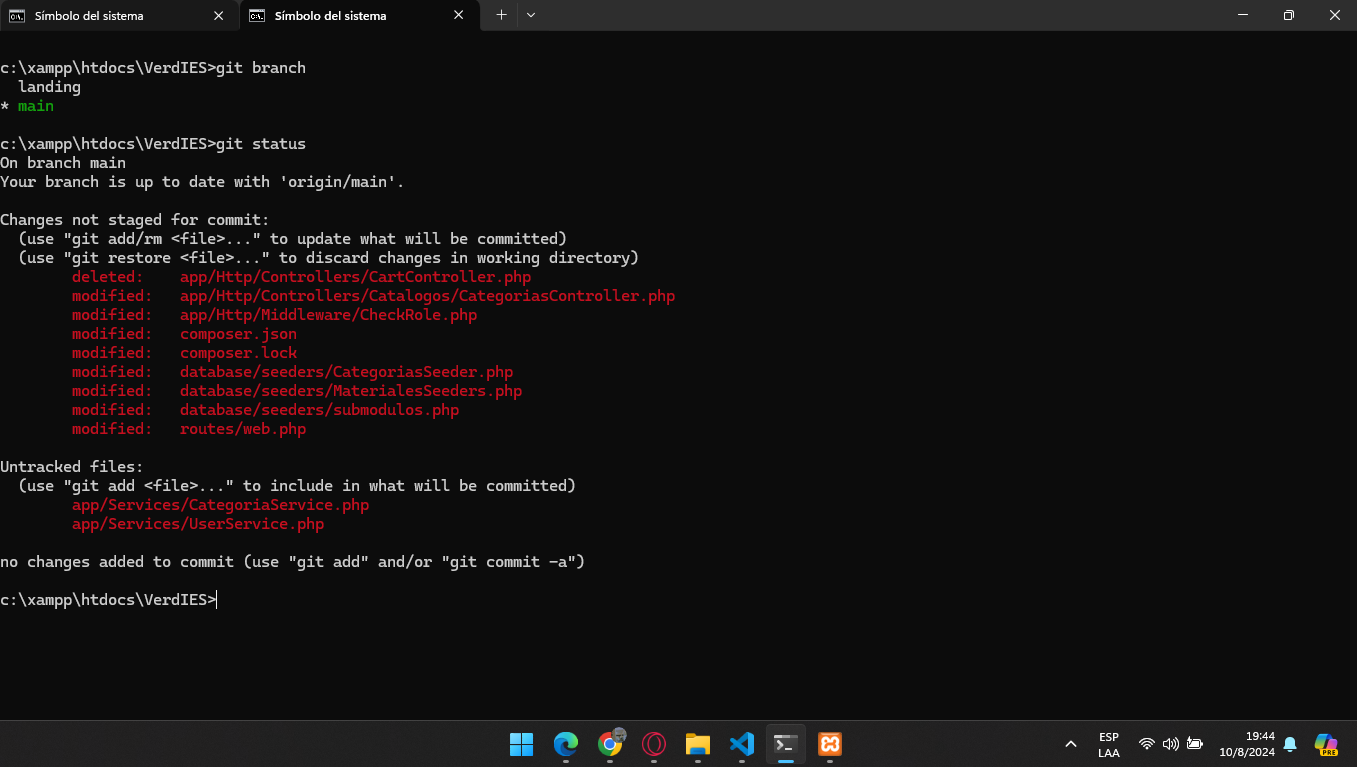 Símbolo del sistema
Símbolo del sistema
c:\xampp\htdocs\VerdIES>git branch
  landing
* main
c:\xampp\htdocs\VerdIES>git status
On branch main
Your branch is up to date with 'origin/main'.
Changes not staged for commit:
  (use "git add/rm <file>..." to update what will be committed)
  (use "git restore <file>..." to discard changes in working directory)
        deleted:    app/Http/Controllers/CartController.php
        modified:   app/Http/Controllers/Catalogos/CategoriasController.php
        modified:   app/Http/Middleware/CheckRole.php
        modified:   composer.json
        modified:   composer.lock
        modified:   database/seeders/CategoriasSeeder.php
        modified:   database/seeders/MaterialesSeeders.php
        modified:   database/seeders/submodulos.php
        modified:   routes/web.php
Untracked files:
  (use "git add <file>..." to include in what will be committed)
        app/Services/CategoriaService.php
        app/Services/UserService.php
no changes added to commit (use "git add" and/or "git commit -a")
c:\xampp\htdocs\VerdIES>
ESP
LAA
19:44
10/8/2024
PRE